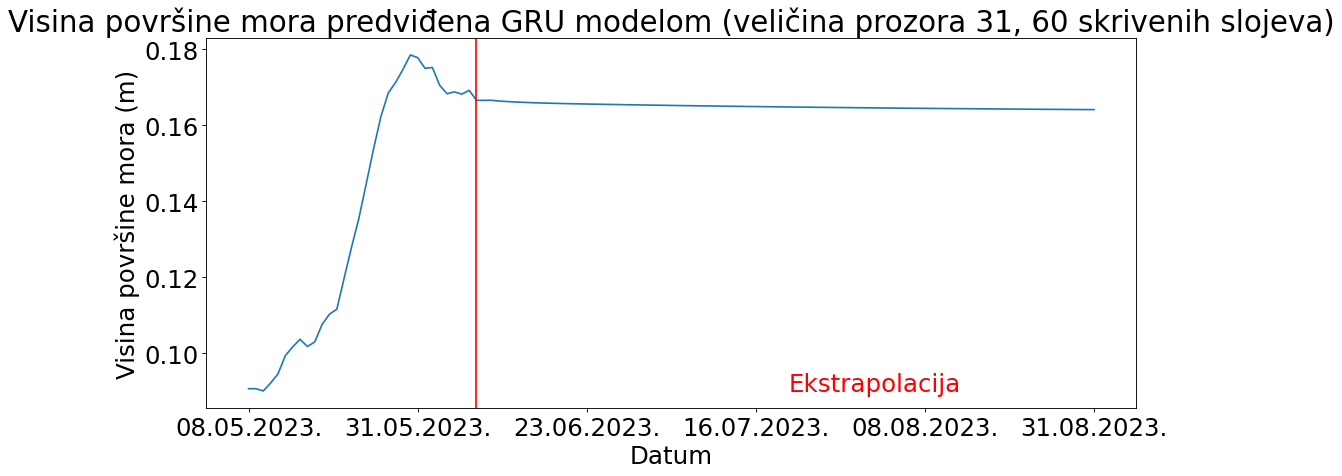 Visina površine mora predviđena GRU modelom (veličina prozora 31, 60 skrivenih slojeva)
Visina površine mora (m)
0.18
0.16
0.14
0.12
0.10
Ekstrapolacija
08.05.2023. 31.05.2023. 23.06.2023. 16.07.2023. 08.08.2023. 31.08.2023.
Datum